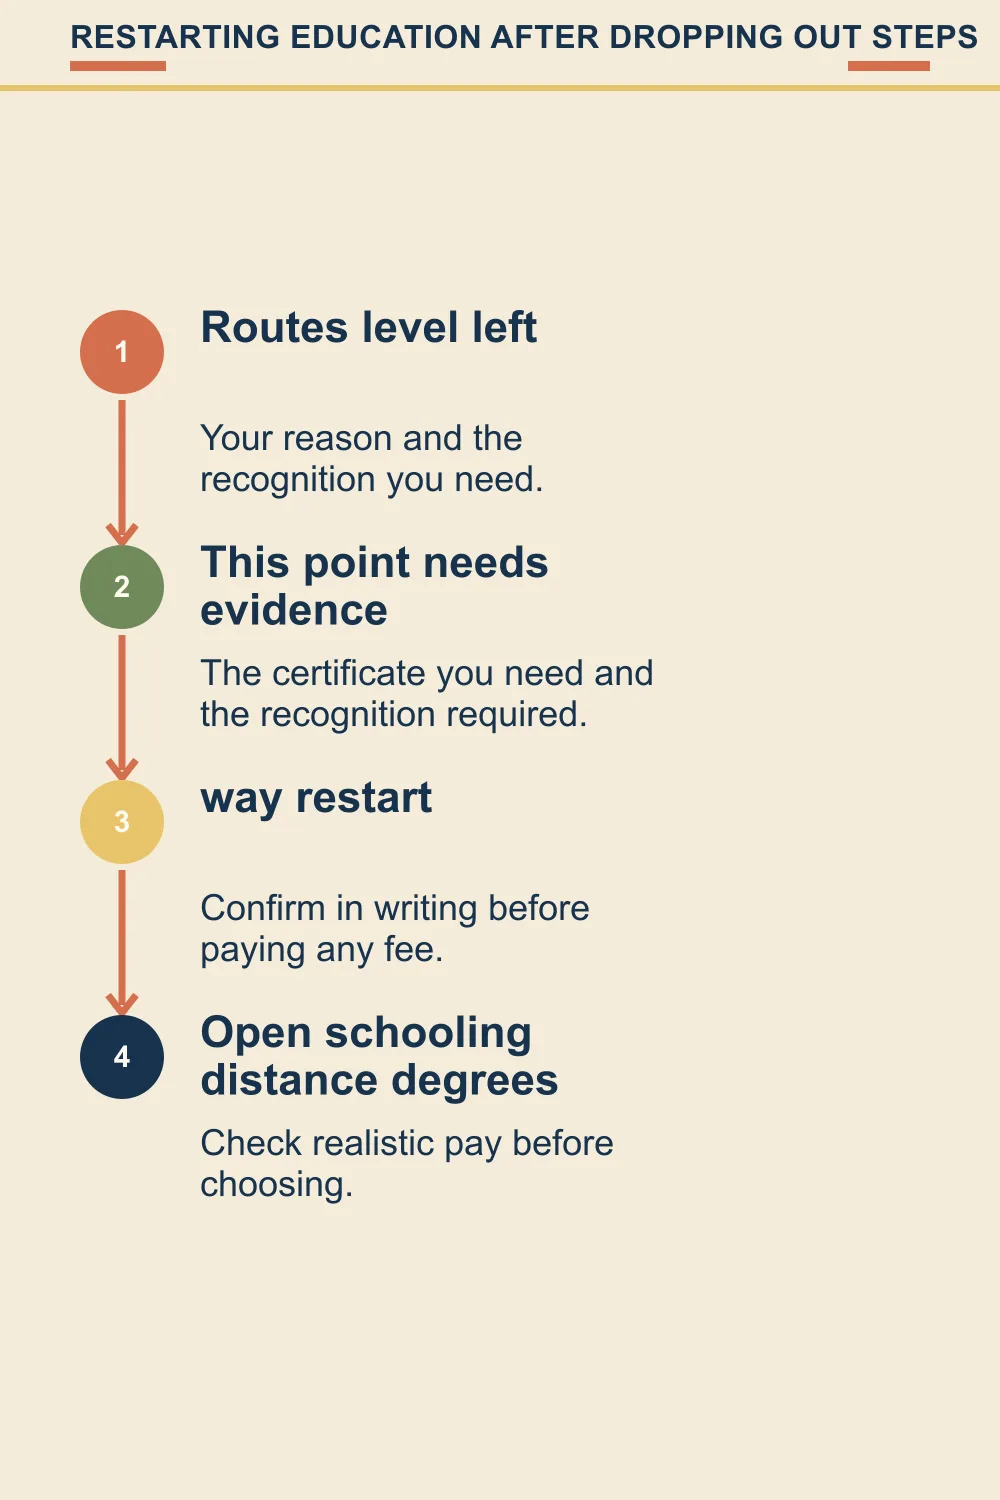 RESTARTING EDUCATION AFTER DROPPING OUT STEPS
1
Routes level left
Your reason and the
recognition you need.
2
This point needs
evidence
The certificate you need and
the recognition required.
3
way restart
Confirm in writing before
paying any fee.
4
Open schooling
distance degrees
Check realistic pay before
choosing.